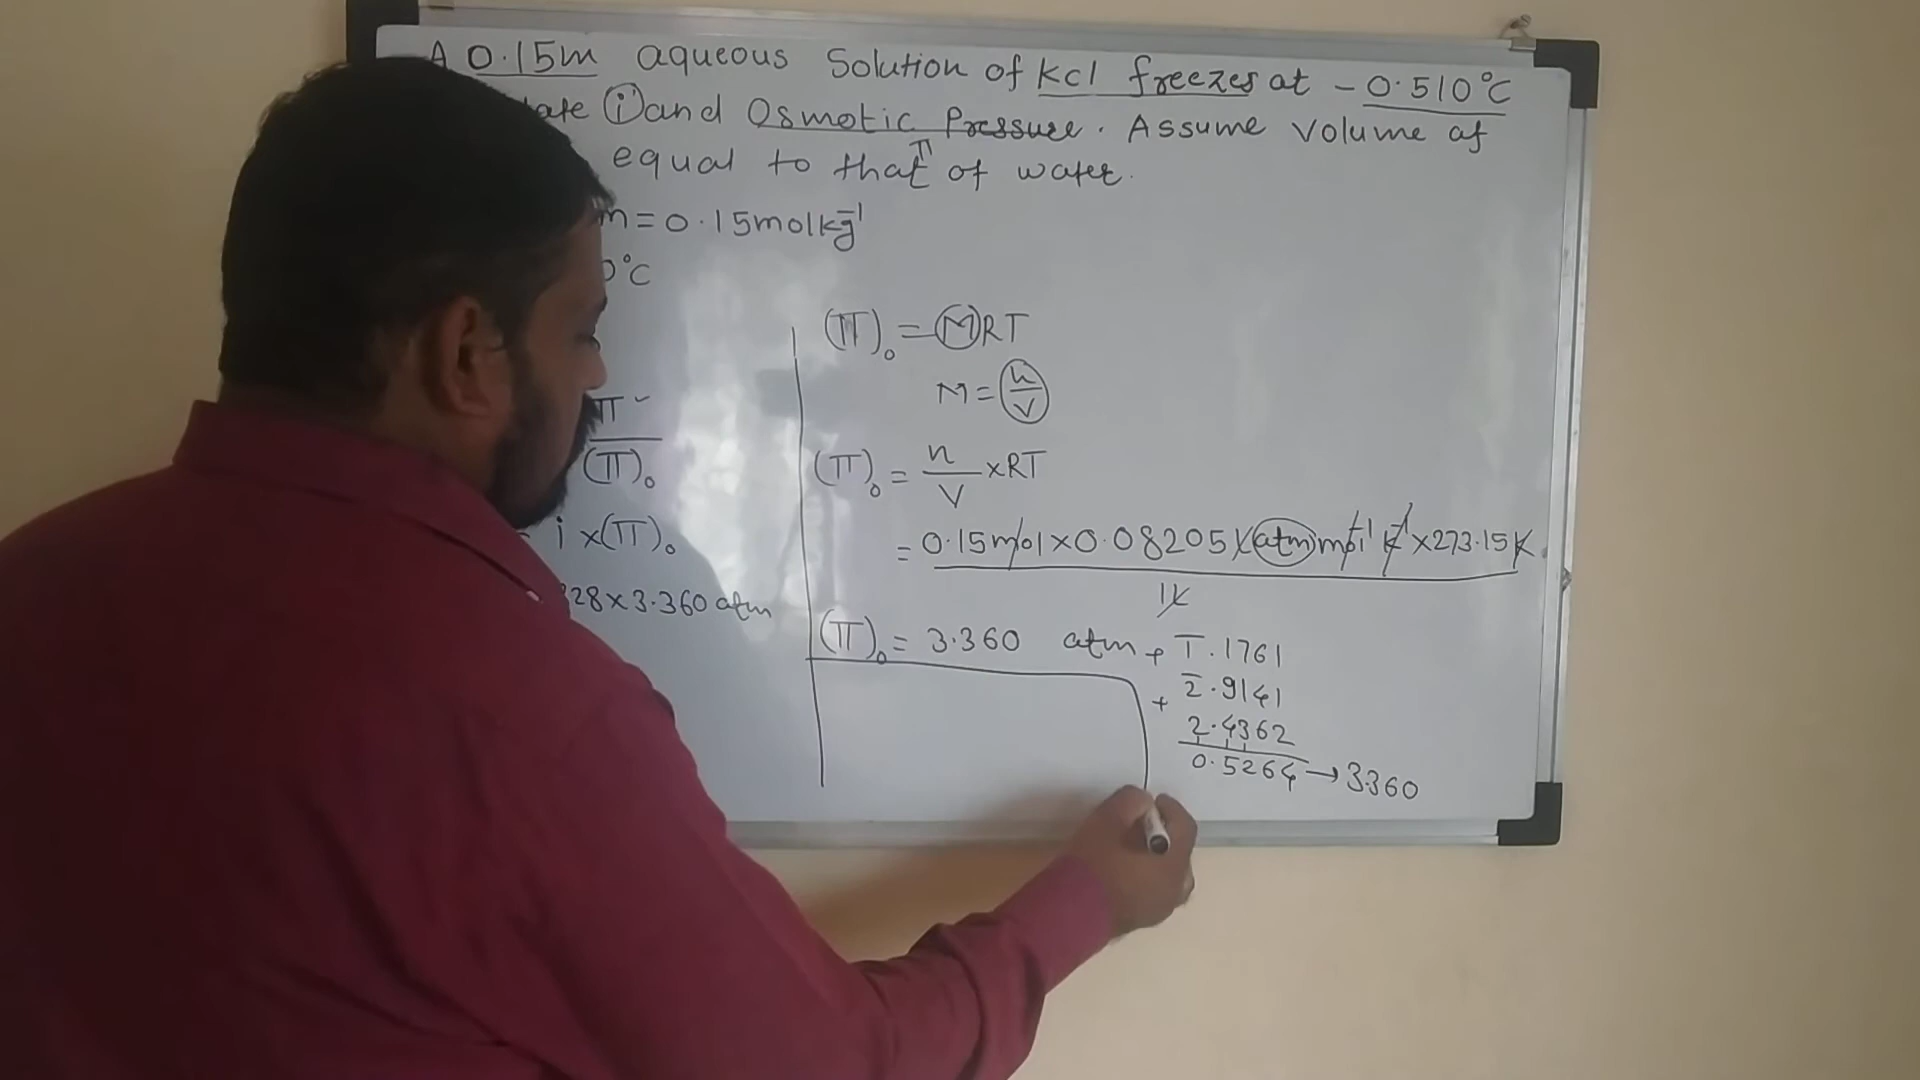 A 0.15m aqueous Solution of Kcl freezes at - 0.510°C
ate (i) and Osmotic Pressure. Assume Volume of
π
equal to that of water.
m = 0.15 mol kg⁻¹
0°C
(π)₀ = MRT
M = n/V
π
(π)₀
(π)₀ = n/V × RT
i × (π)₀
= 0.15 mol × 0.08205 L atm mol⁻¹ K⁻¹ × 273.15 K
1L
28 × 3.360 atm
(π)₀ = 3.360 atm
+ 1̅.1761
+ 2̅.9141
2.4362
0.5264 → 3.360